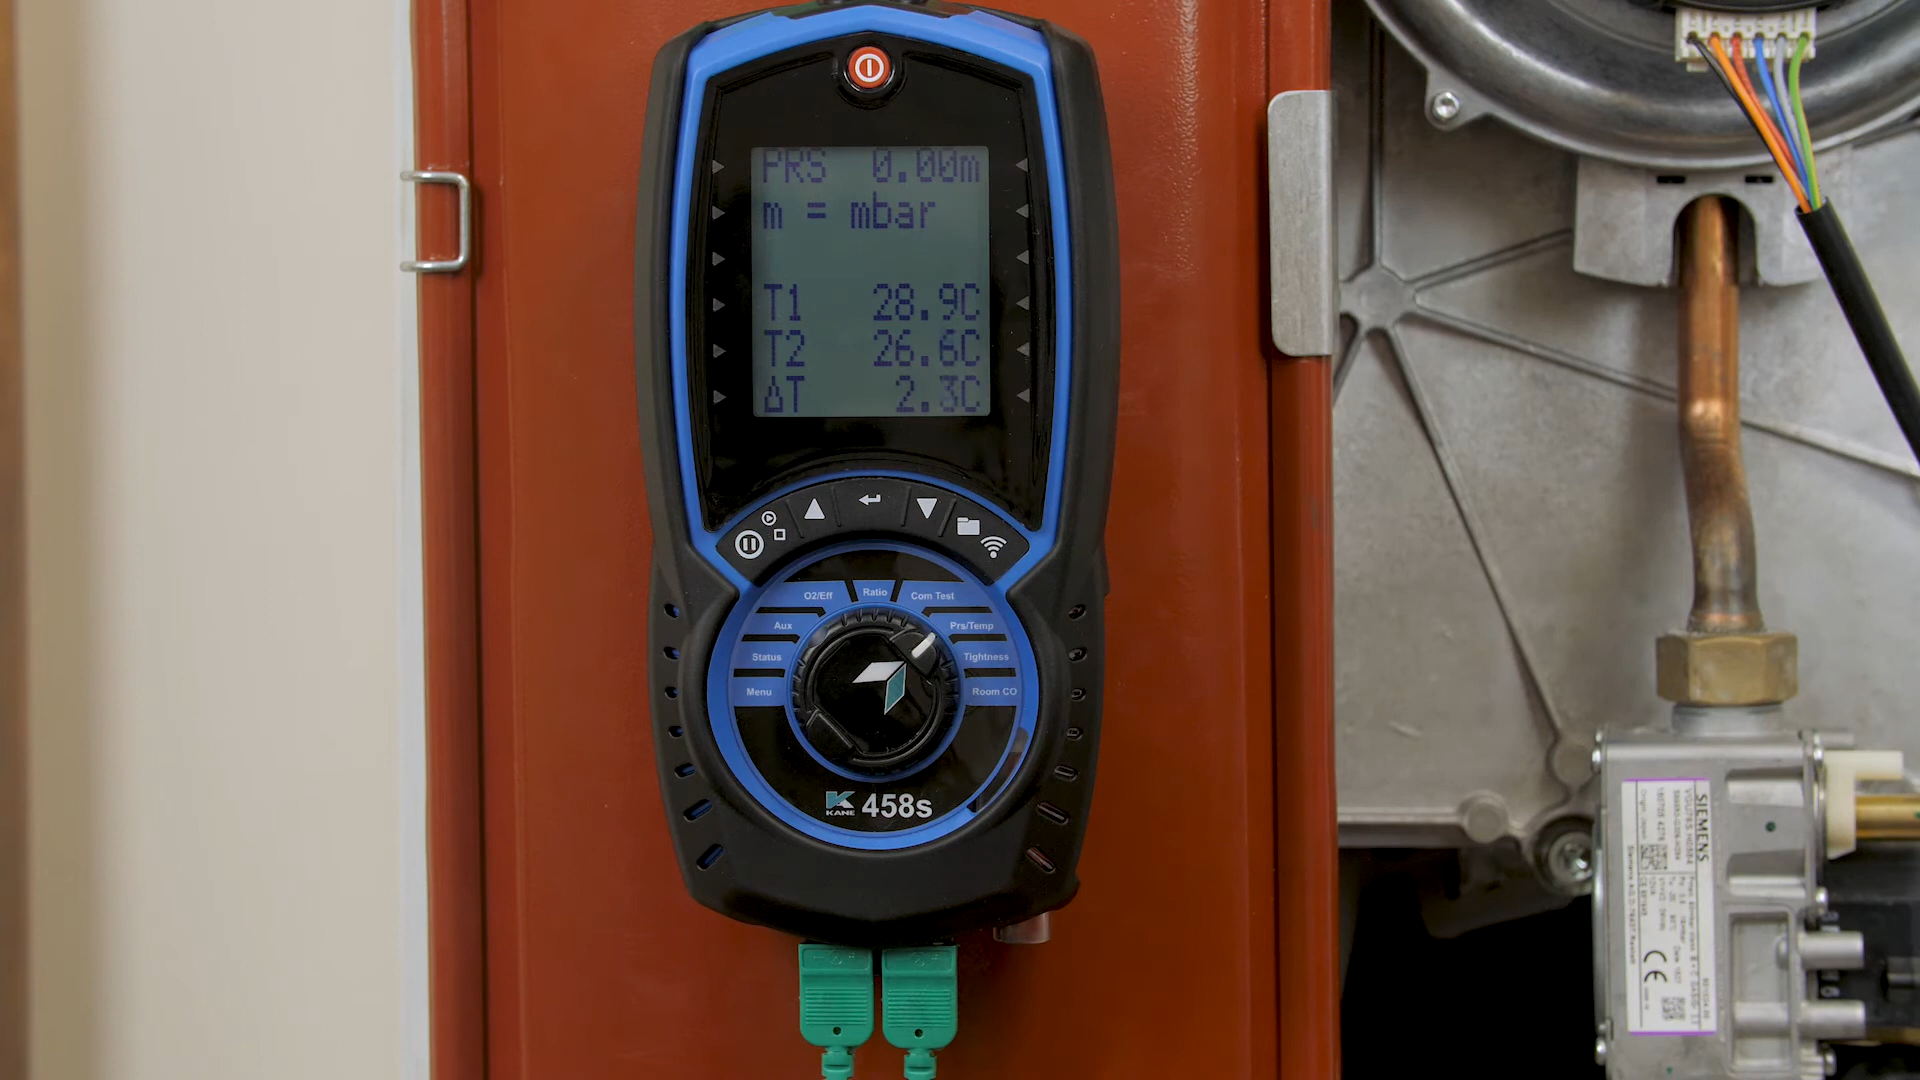 PRS 0.00m
m = mbar
T1 28.9C
T2 26.6C
ΔT 2.3C
O2/Eff
Ratio
Com Test
Aux
Prs/Temp
Status
Tightness
Menu
Room CO
KANE 458s
SIEMENS
CE